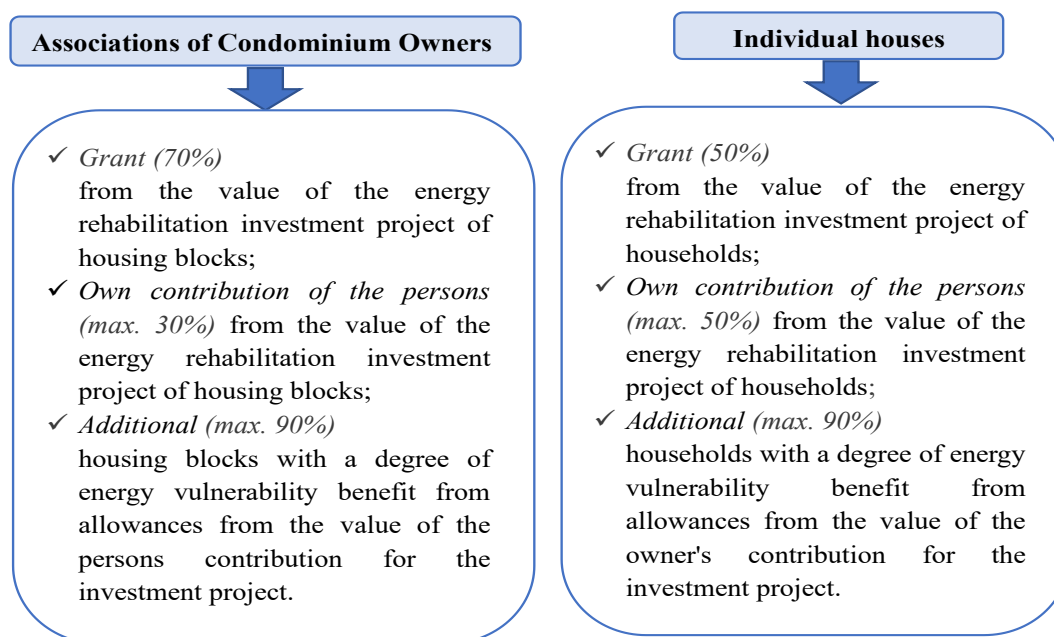 Associations of Condominium Owners
✓ Grant (70%)
from the value of the energy
rehabilitation investment project of
housing blocks;
✓ Own contribution of the persons
(max. 30%) from the value of the
energy rehabilitation investment
project of housing blocks;
✓ Additional (max. 90%)
housing blocks with a degree of
energy vulnerability benefit from
allowances from the value of the
persons contribution for the
investment project.
Individual houses
✓ Grant (50%)
from the value of the energy
rehabilitation investment project of
households;
✓ Own contribution of the persons
(max. 50%) from the value of the
energy rehabilitation investment
project of households;
✓ Additional (max. 90%)
households with a degree of energy
vulnerability benefit from
allowances from the value of the
owner's contribution for the
investment project.